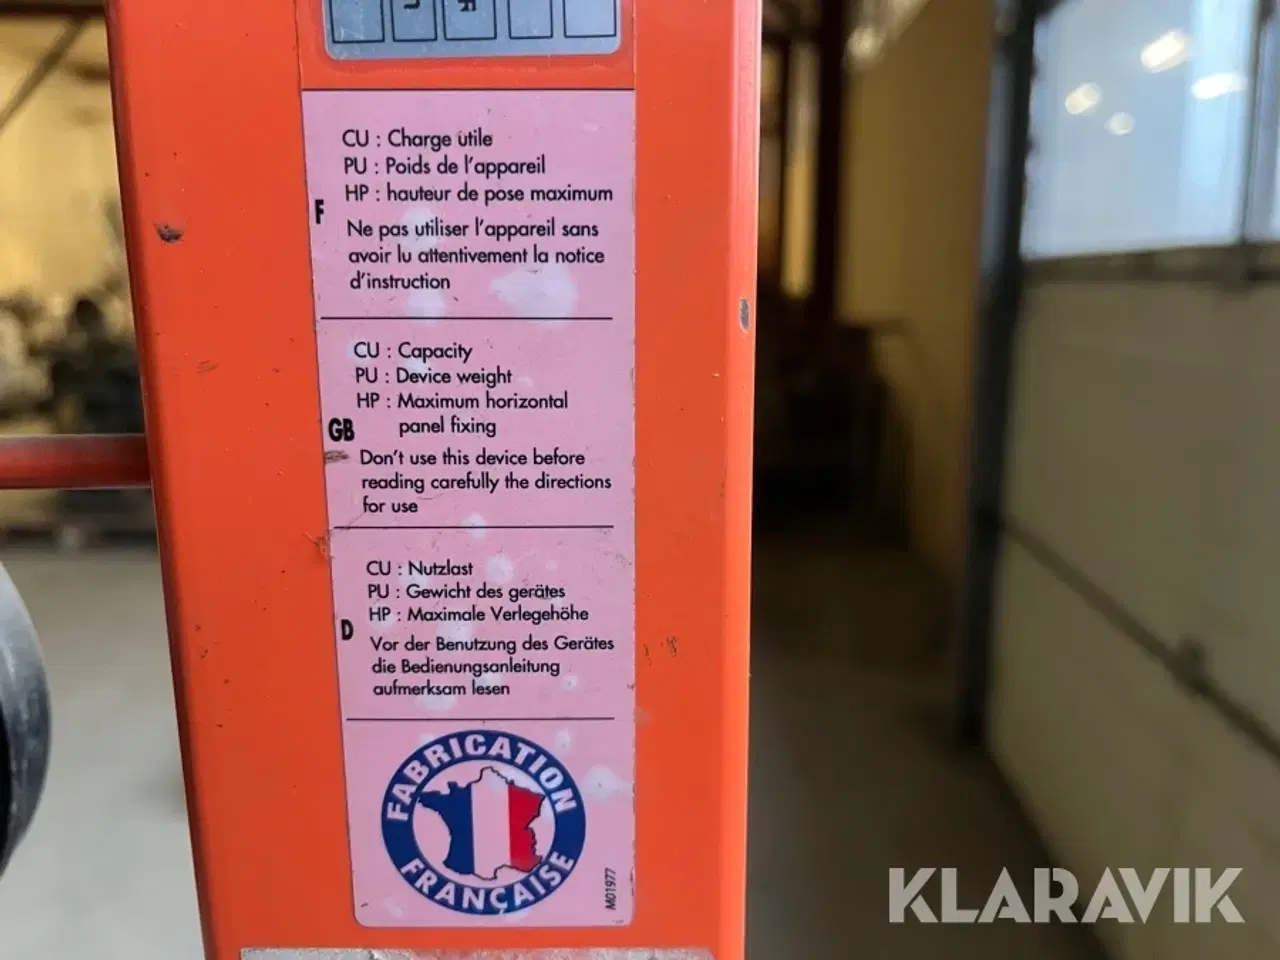 CU : Charge utile
PU : Poids de l'appareil
HP : hauteur de pose maximum
F
Ne pas utiliser l'appareil sans
avoir lu attentivement la notice
d'instruction
CU : Capacity
PU : Device weight
HP : Maximum horizontal
panel fixing
GB
Don't use this device before
reading carefully the directions
for use
CU : Nutzlast
PU : Gewicht des gerätes
HP : Maximale Verlegehöhe
D
Vor der Benutzung des Gerätes
die Bedienungsanleitung
aufmerksam lesen
FABRICATION
FRANÇAISE
M01977
KLARAVIK